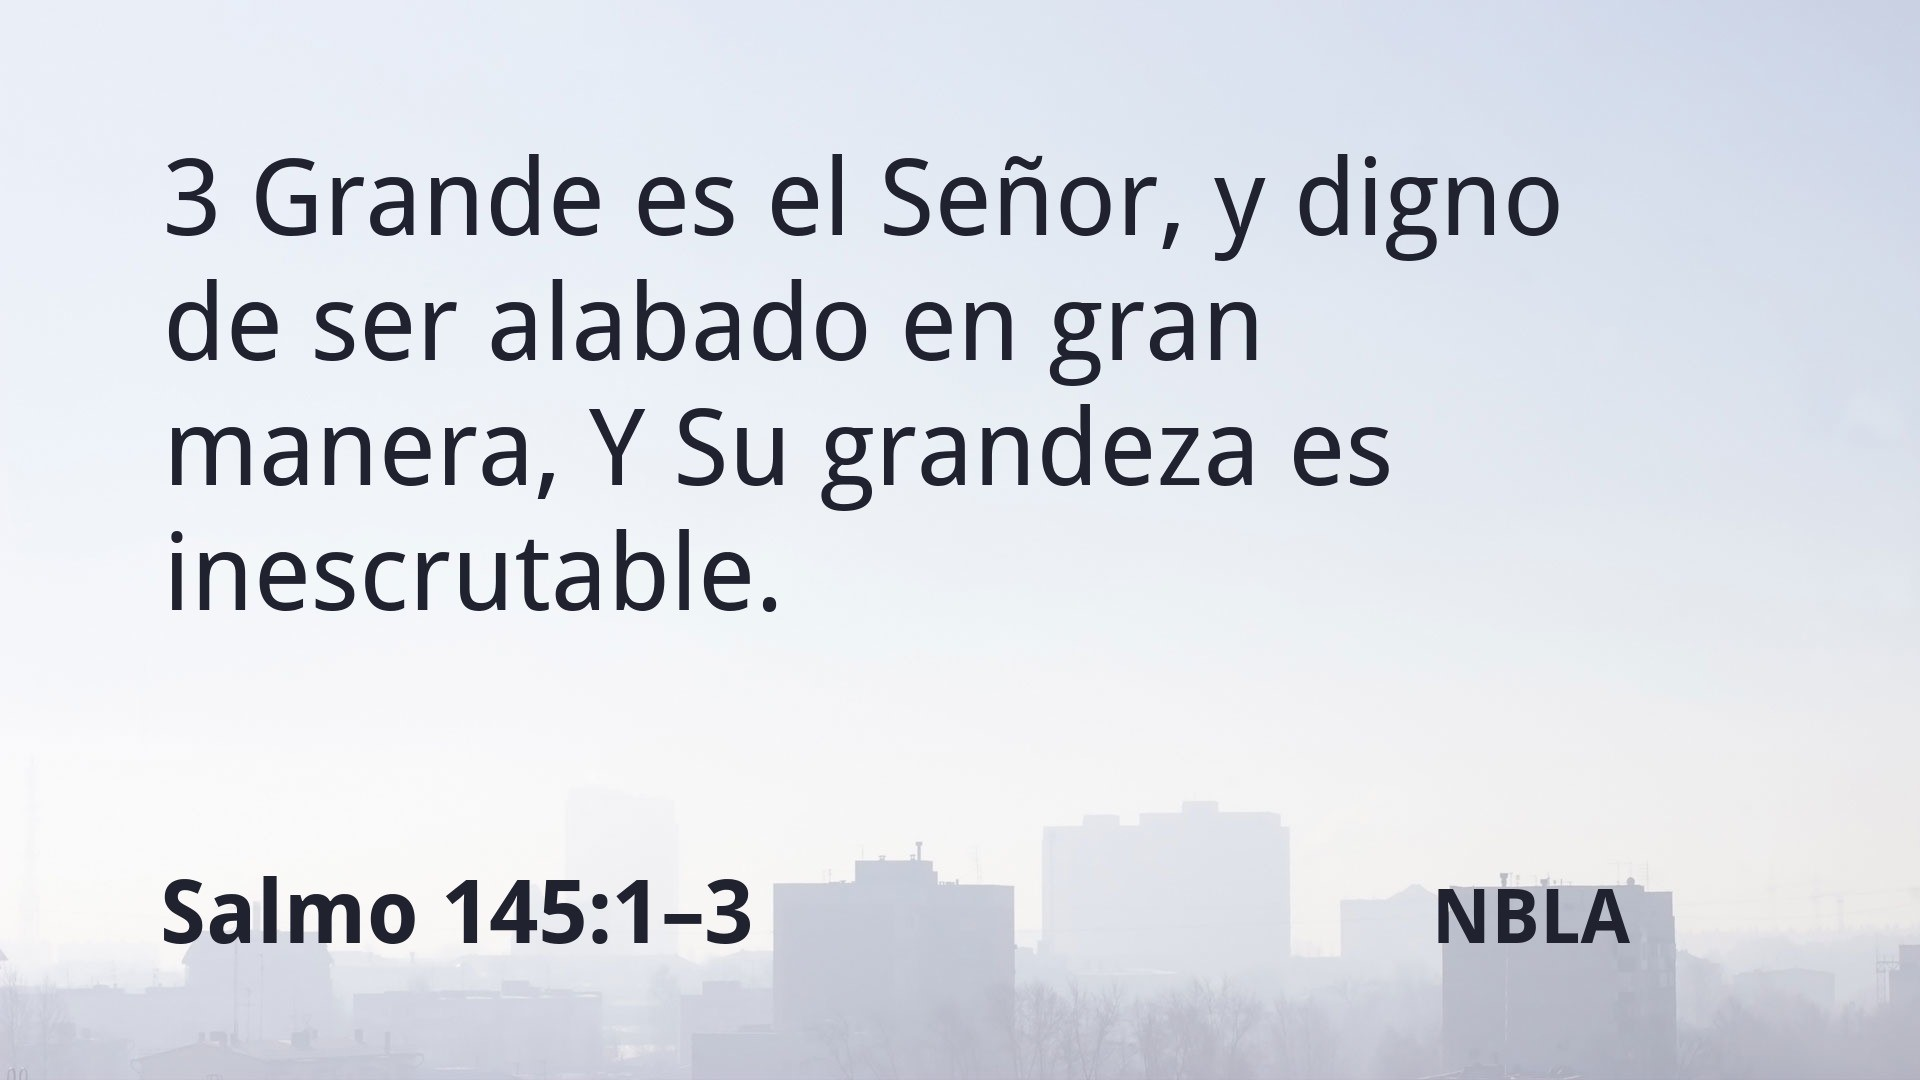 3 Grande es el Señor, y digno
de ser alabado en gran
manera, Y Su grandeza es
inescrutable.
Salmo 145:1–3
NBLA